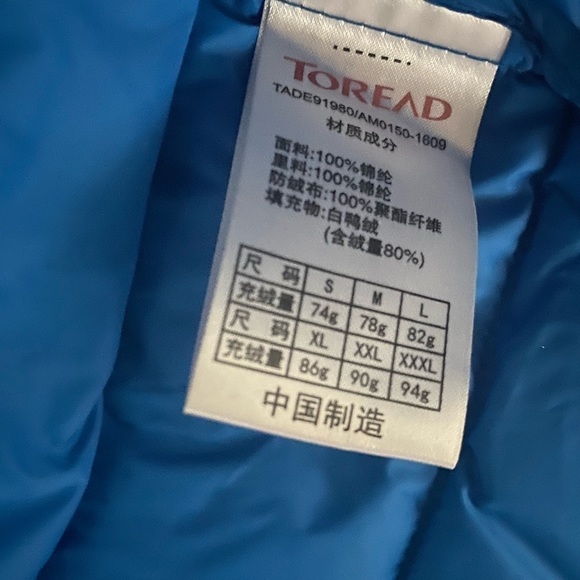 TOREAD
TADE91980/AM0150-1609
材质成分
面料:100%锦纶
里料:100%锦纶
防绒布:100%聚酯纤维
填充物:白鸭绒
(含绒量80%)
尺 码 S M L
充绒量 74g 78g 82g
尺 码 XL XXL XXXL
充绒量 86g 90g 94g
中国制造